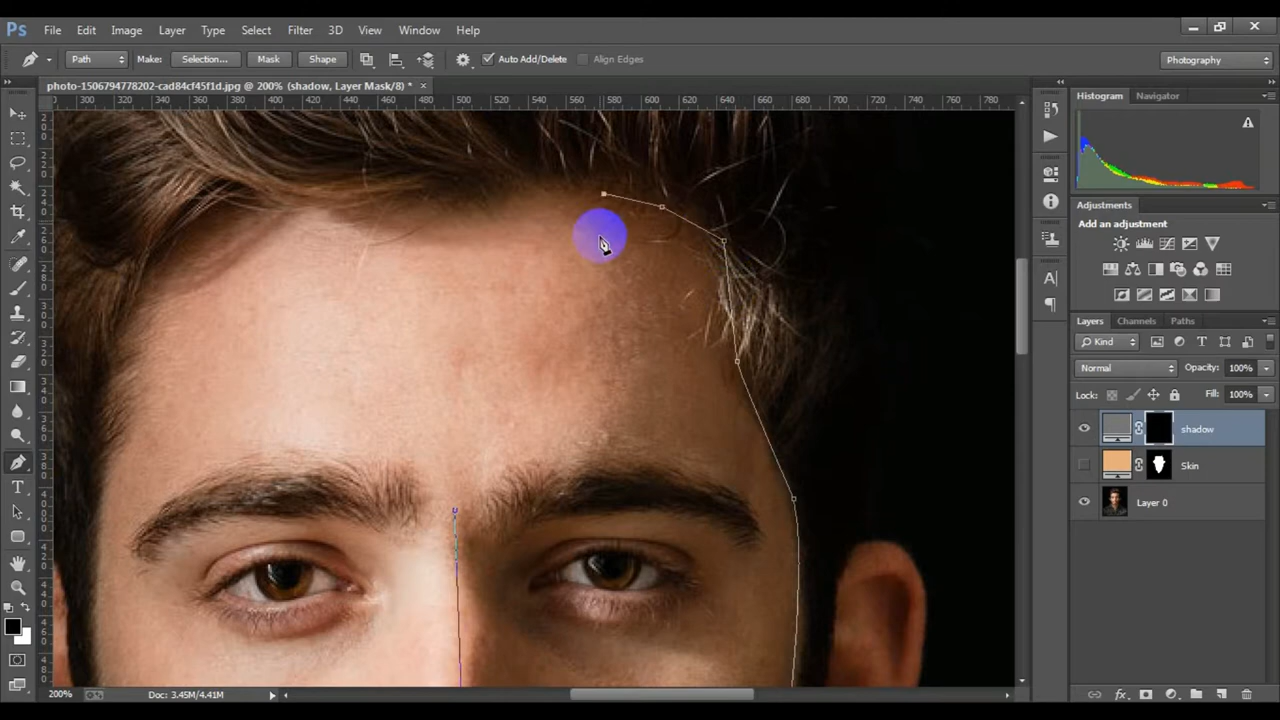 Ps File Edit Image Layer Type Select Filter 3D View Window Help
Path Make: Selection... Mask Shape Auto Add/Delete Align Edges Photography
photo-1506794778202-cad84cf45f1d.jpg @ 200% (shadow, Layer Mask/8) * ×
300 320 340 360 380 400 420 440 460 480 500 520 540 560 580 600 620 640 660 680 700 720 740 760 780
Histogram Navigator
Adjustments
Add an adjustment
Layers Channels Paths
Kind
Normal Opacity: 100%
Lock: Fill: 100%
shadow
Skin
Layer 0
200% Doc: 3.45M/4.41M